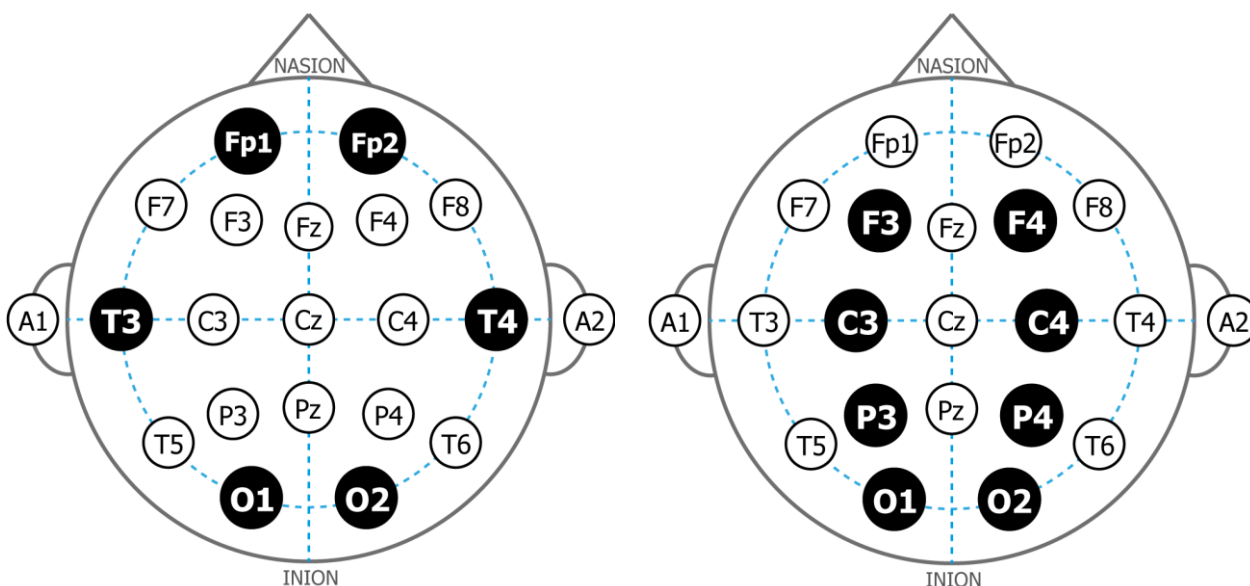 NASION
Fp1 Fp2
F7 F3 Fz F4 F8
A1 T3 C3 Cz C4 T4 A2
T5 P3 Pz P4 T6
O1 O2
INION
NASION
Fp1 Fp2
F7 F3 Fz F4 F8
A1 T3 C3 Cz C4 T4 A2
T5 P3 Pz P4 T6
O1 O2
INION